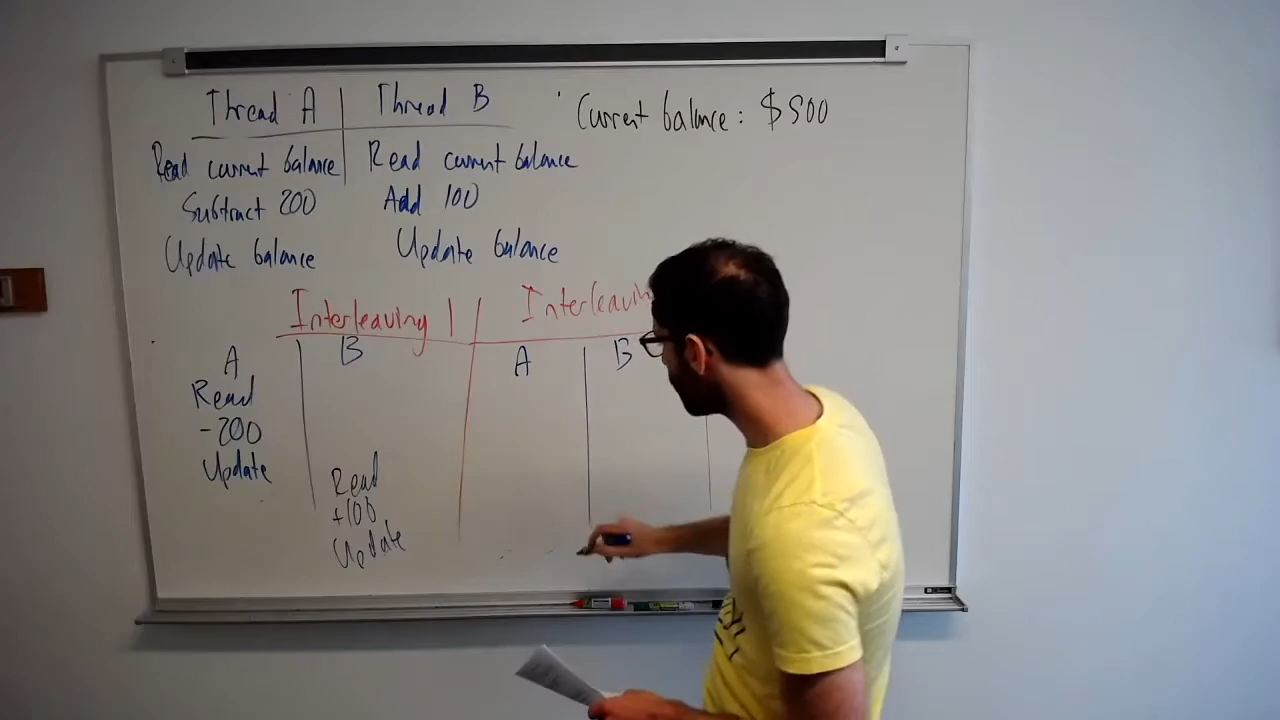 Thread A Thread B
Current balance: $500
Read current balance Read current balance
Subtract 200 Add 100
Update balance Update balance
Interleaving 1
A B
A B
Read
-200
Update
Read
+100
Update